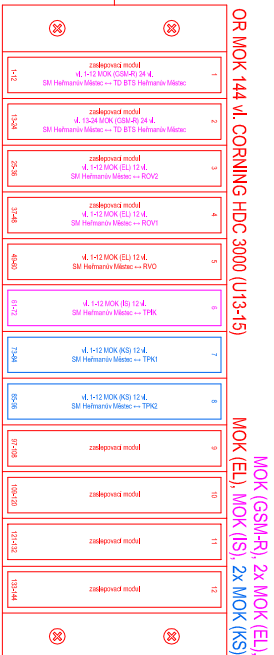 OR MOK 144 vl. CORNING HDC 3000 (U13-15)
MOK (GSM-R), 2x MOK (EL),
MOK (EL), MOK (IS), 2x MOK (KS)
1-12
zaslepovací modul
vl. 1-12 MOK (GSM-R) 24 vl.
SM Heřmanův Městec ↔ TD BTS Heřmanův Městec
1
13-24
zaslepovací modul
vl. 13-24 MOK (GSM-R) 24 vl.
SM Heřmanův Městec ↔ TD BTS Heřmanův Městec
2
25-36
zaslepovací modul
vl. 1-12 MOK (EL) 12 vl.
SM Heřmanův Městec ↔ ROV2
3
37-48
zaslepovací modul
vl. 1-12 MOK (EL) 12 vl.
SM Heřmanův Městec ↔ ROV1
4
49-60
vl. 1-12 MOK (EL) 12 vl.
SM Heřmanův Městec ↔ RVO
5
61-72
vl. 1-12 MOK (IS) 12 vl.
SM Heřmanův Městec ↔ TPIK
6
73-84
vl. 1-12 MOK (KS) 12 vl.
SM Heřmanův Městec ↔ TPK1
7
85-96
vl. 1-12 MOK (KS) 12 vl.
SM Heřmanův Městec ↔ TPK2
8
97-108
zaslepovací modul
9
109-120
zaslepovací modul
10
121-132
zaslepovací modul
11
133-144
zaslepovací modul
12